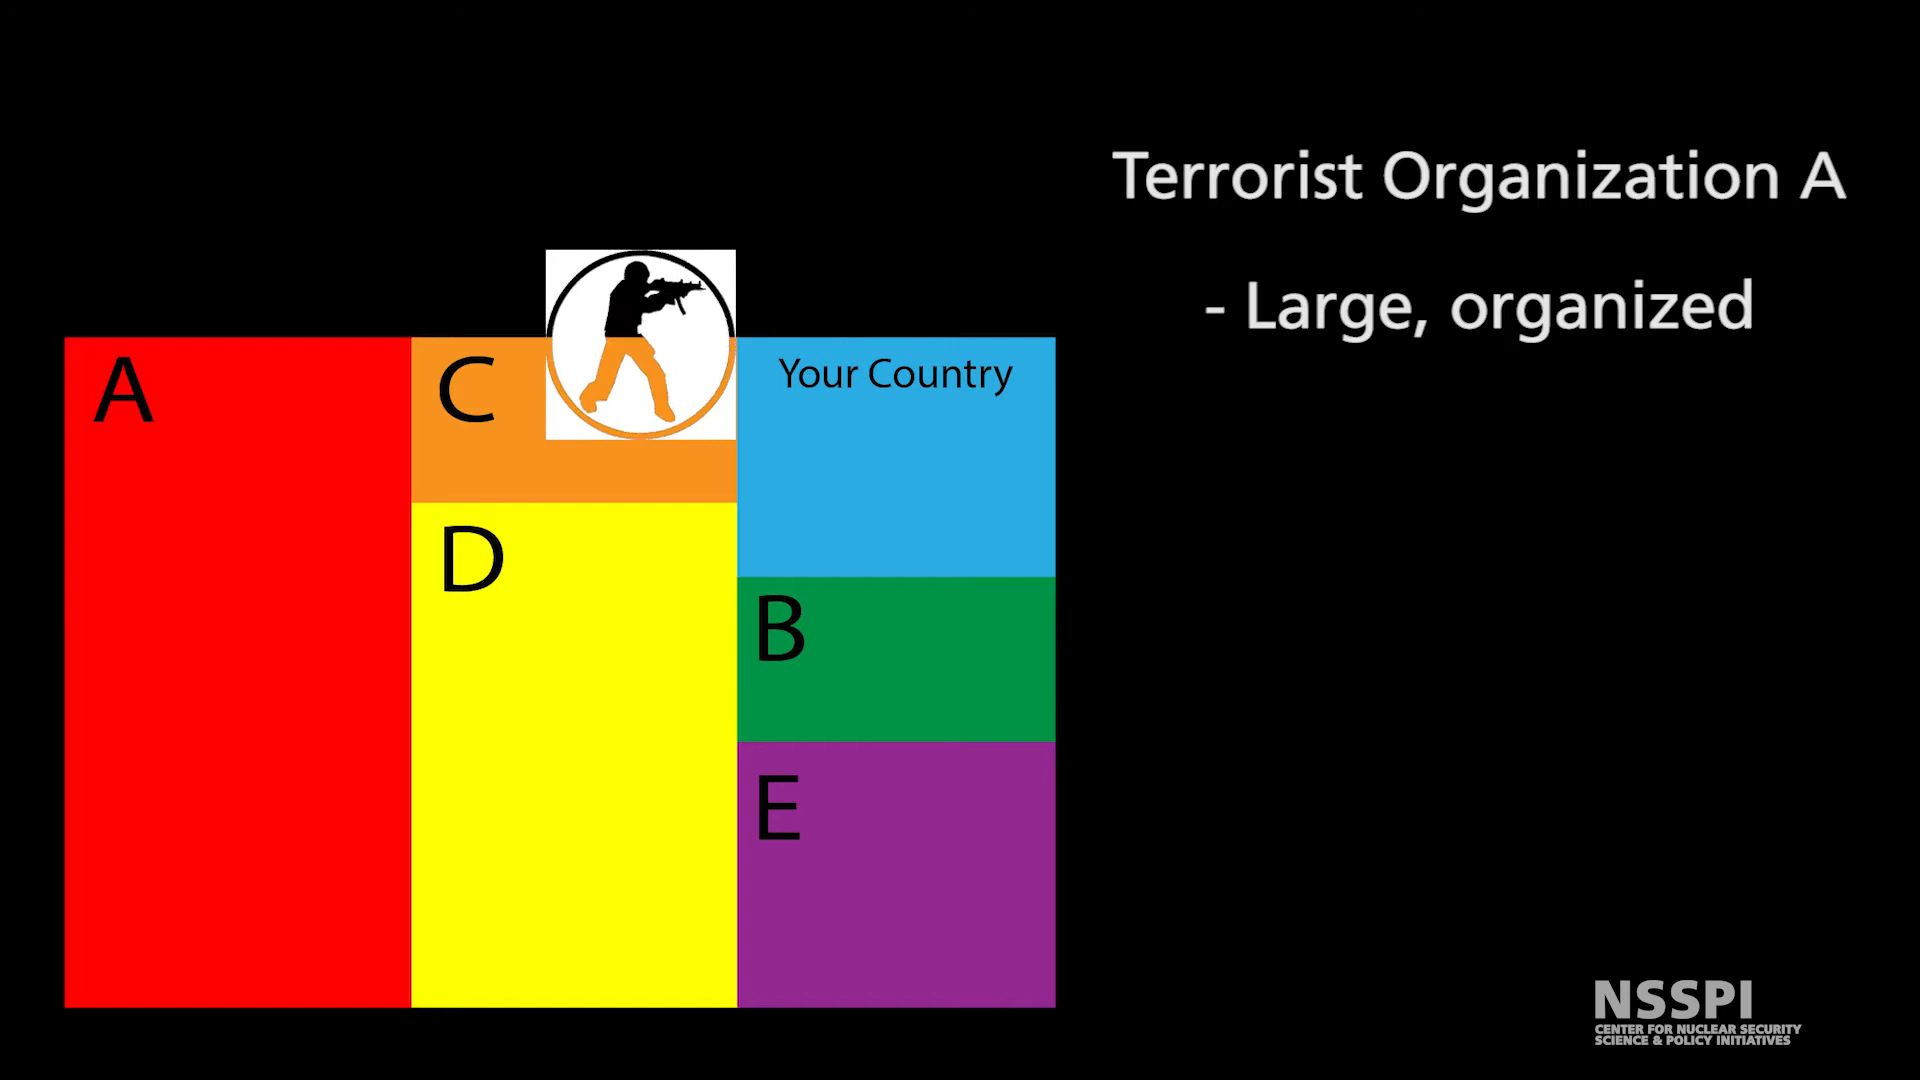 Terrorist Organization A
- Large, organized
A
C
Your Country
D
B
E
NSSPI
CENTER FOR NUCLEAR SECURITY
SCIENCE & POLICY INITIATIVES